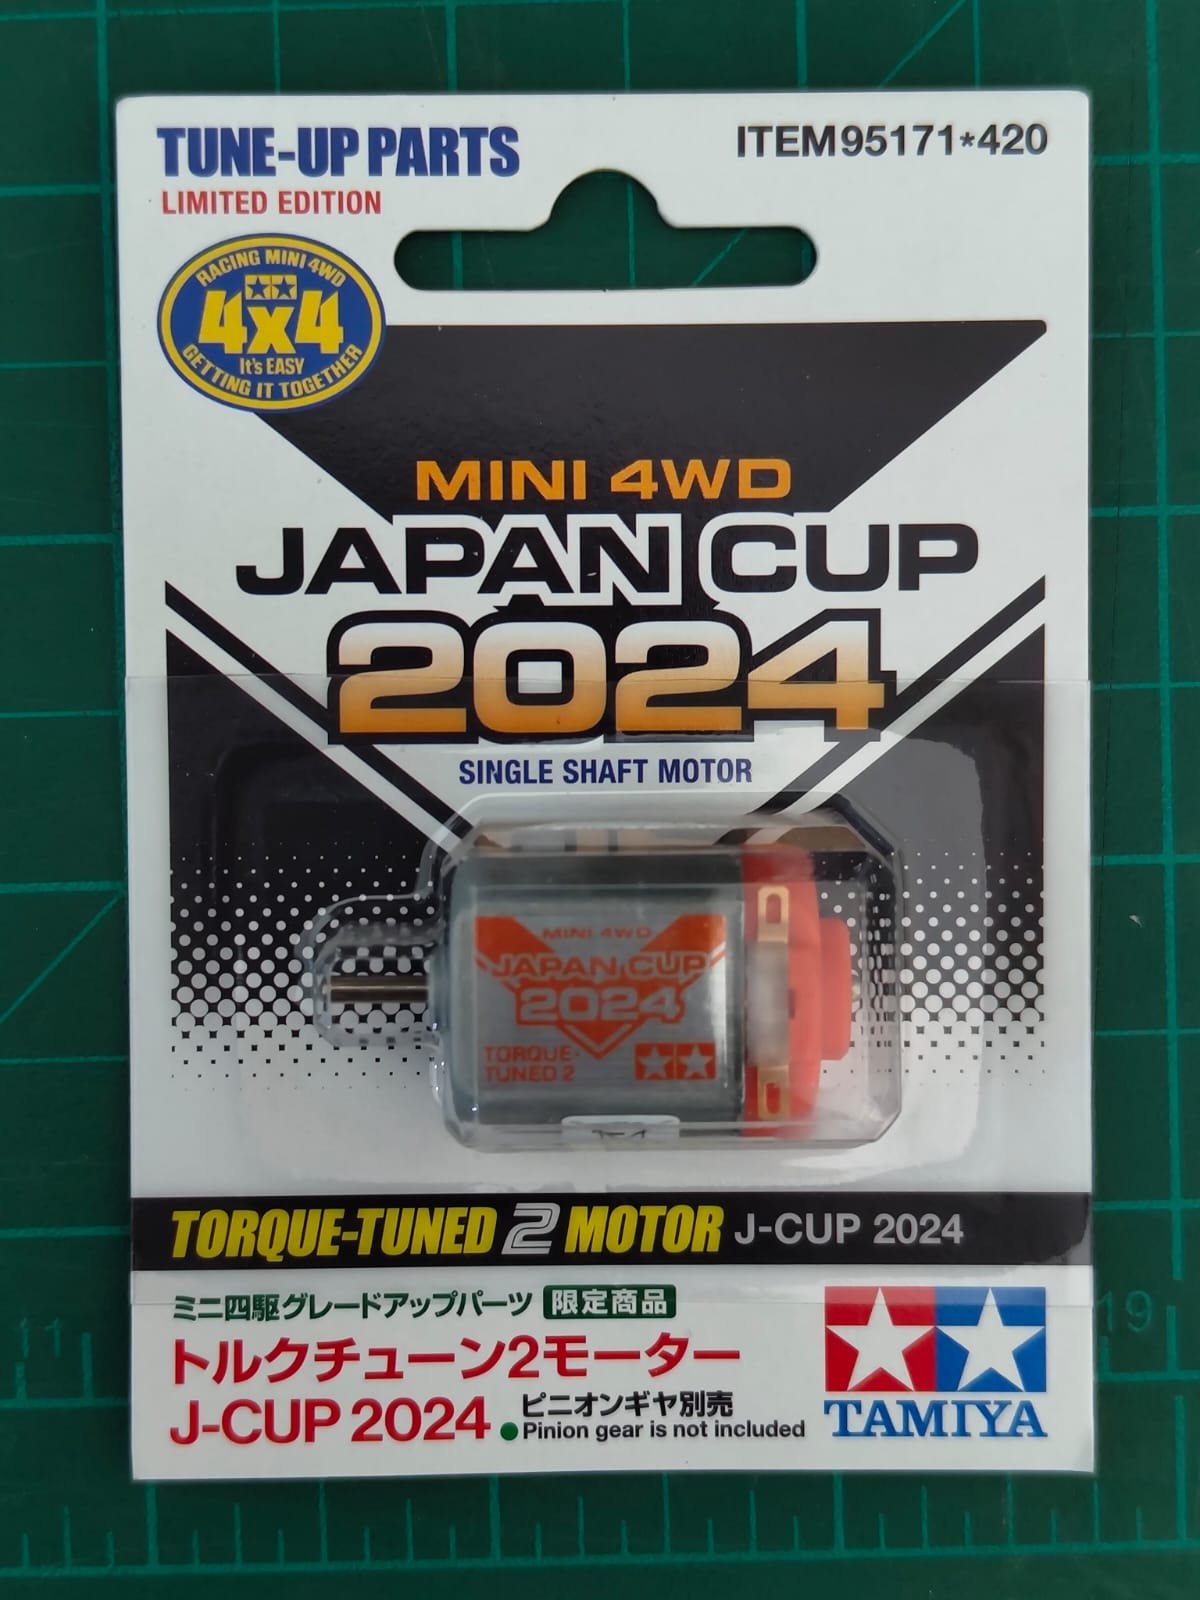 TUNE-UP PARTS
ITEM95171*420
LIMITED EDITION
RACING MINI 4WD
4x4
It's EASY
GETTING IT TOGETHER
MINI 4WD
JAPAN CUP
2024
SINGLE SHAFT MOTOR
MINI 4WD
JAPAN CUP
2024
TORQUE-
TUNED 2
TORQUE-TUNED 2 MOTOR J-CUP 2024
ミニ四駆グレードアップパーツ 限定商品
トルクチューン2モーター
J-CUP 2024
ピニオンギヤ別売
Pinion gear is not included
TAMIYA
11
19